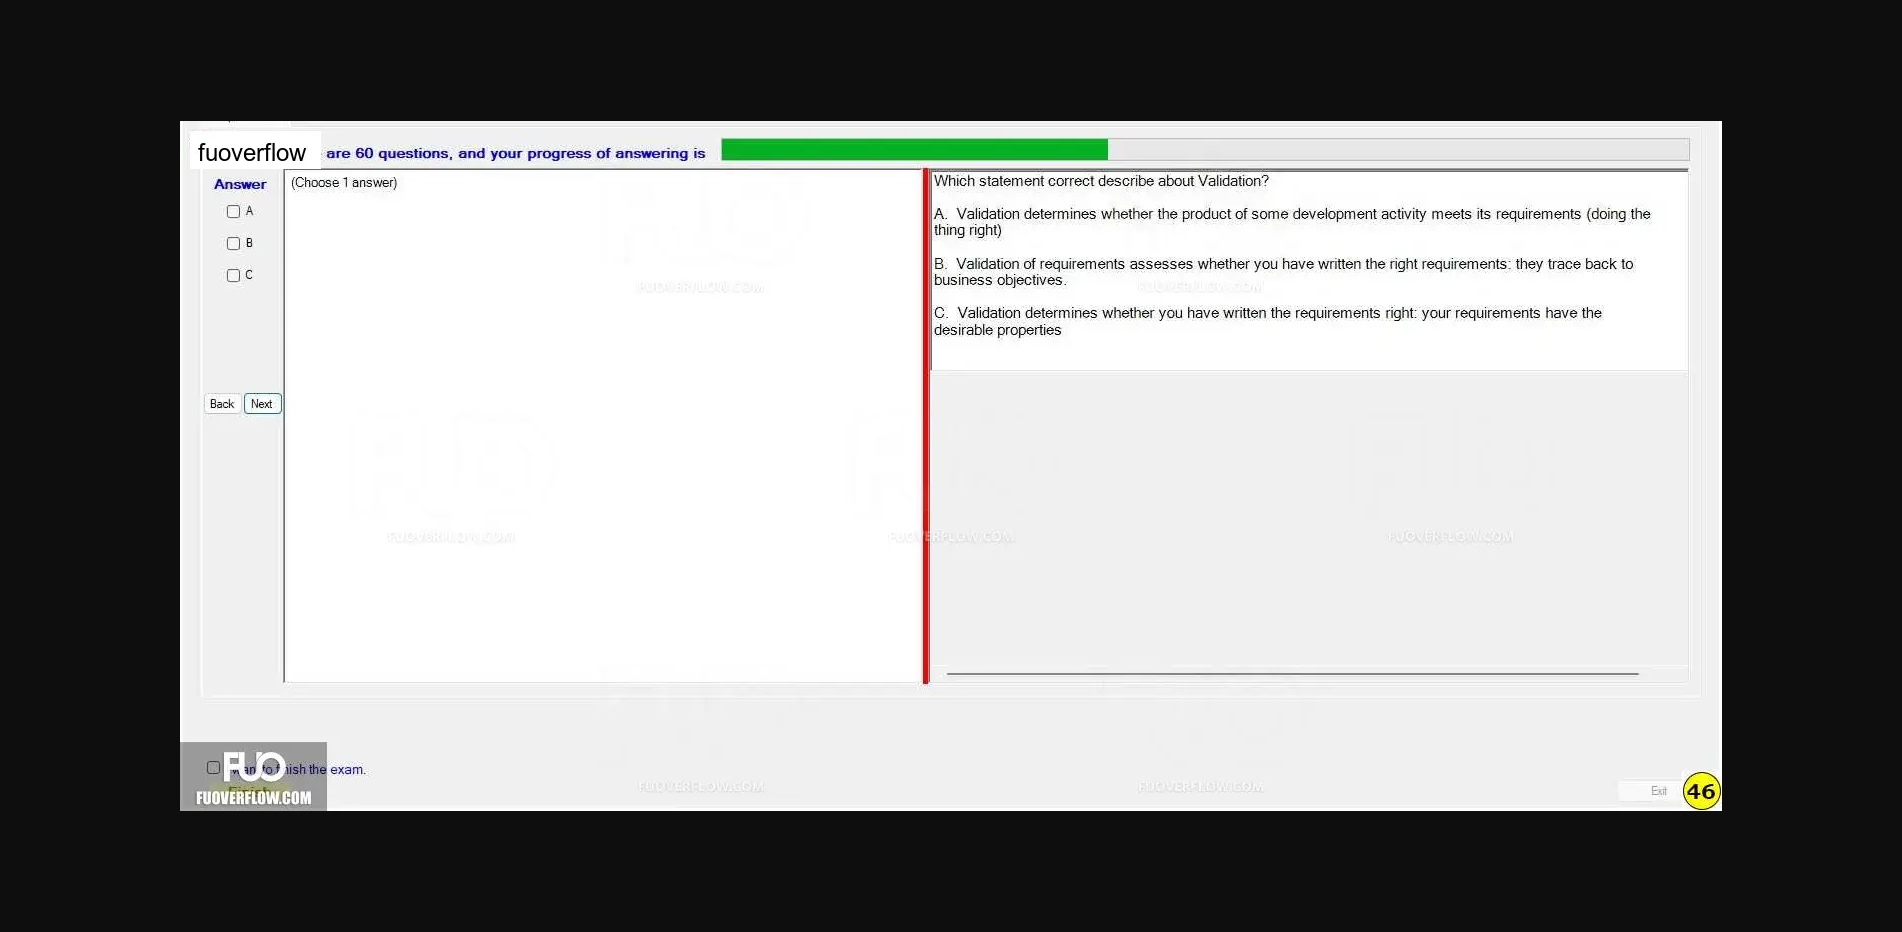 fuoverflow are 60 questions, and your progress of answering is
Answer
(Choose 1 answer)
A
B
C
Back Next
Which statement correct describe about Validation?
A. Validation determines whether the product of some development activity meets its requirements (doing the
thing right)
B. Validation of requirements assesses whether you have written the right requirements: they trace back to
business objectives.
C. Validation determines whether you have written the requirements right: your requirements have the
desirable properties
FUOVERFLOW.COM
FUOVERFLOW.COM
FUOVERFLOW.COM
FUOVERFLOW.COM
FUOVERFLOW.COM
FUO
want to finish the exam.
Finish
FUOVERFLOW.COM
FUOVERFLOW.COM
FUOVERFLOW.COM
Exit
46